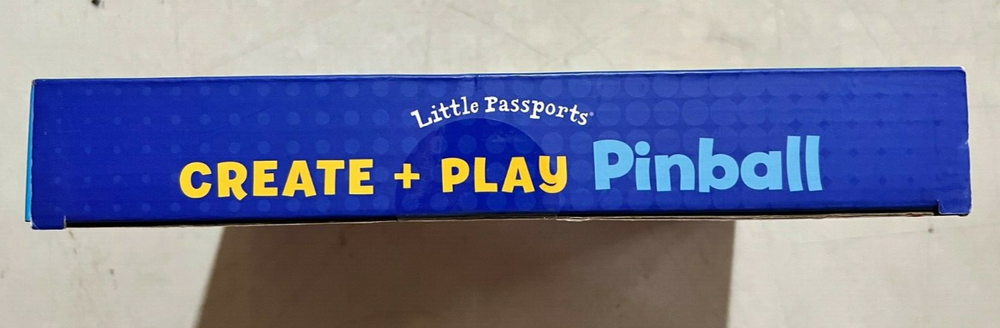 Little Passports®
CREATE + PLAY Pinball